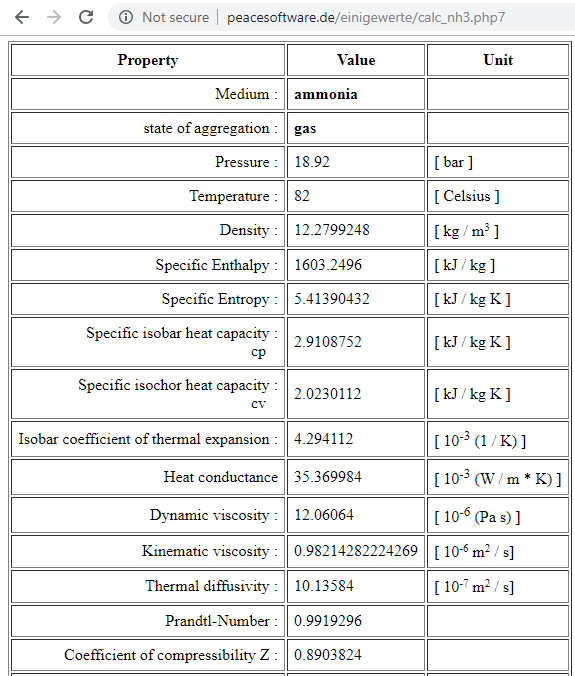 Not secure | peacesoftware.de/einigewerte/calc_nh3.php7
Property Value Unit
Medium : ammonia
state of aggregation : gas
Pressure : 18.92 [ bar ]
Temperature : 82 [ Celsius ]
Density : 12.2799248 [ kg / m³ ]
Specific Enthalpy : 1603.2496 [ kJ / kg ]
Specific Entropy : 5.41390432 [ kJ / kg K ]
Specific isobar heat capacity :
cp 2.9108752 [ kJ / kg K ]
Specific isochor heat capacity :
cv 2.0230112 [ kJ / kg K ]
Isobar coefficient of thermal expansion : 4.294112 [ 10⁻³ (1 / K) ]
Heat conductance 35.369984 [ 10⁻³ (W / m * K) ]
Dynamic viscosity : 12.06064 [ 10⁻⁶ (Pa s) ]
Kinematic viscosity : 0.98214282224269 [ 10⁻⁶ m² / s]
Thermal diffusivity : 10.13584 [ 10⁻⁷ m² / s]
Prandtl-Number : 0.9919296
Coefficient of compressibility Z : 0.8903824